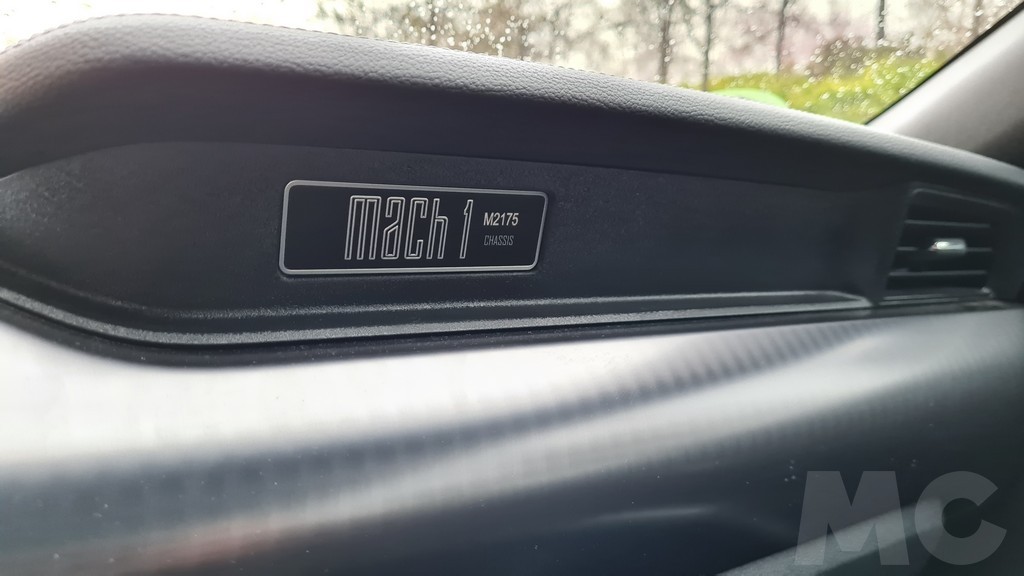 mach 1
M2175
CHASSIS
MC